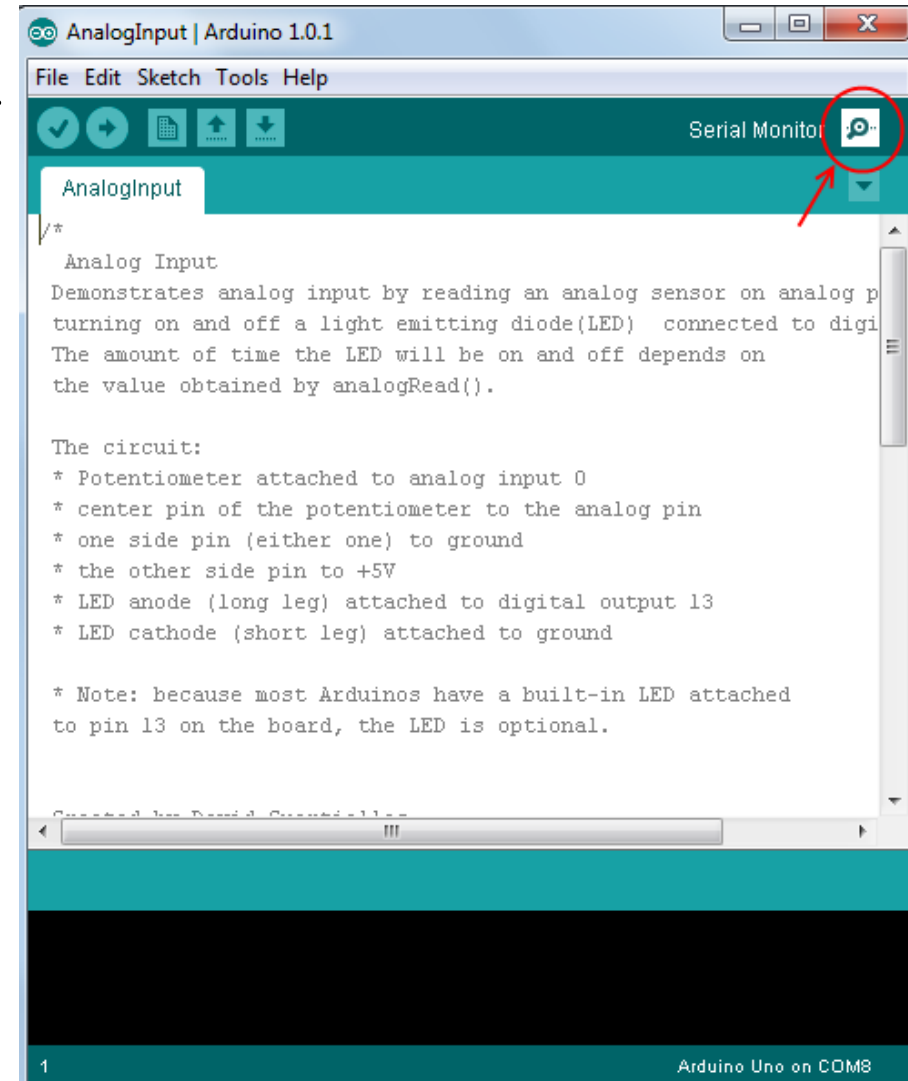 AnalogInput | Arduino 1.0.1
File Edit Sketch Tools Help
Serial Monitor
AnalogInput
/*
Analog Input
Demonstrates analog input by reading an analog sensor on analog p
turning on and off a light emitting diode(LED)  connected to digi
The amount of time the LED will be on and off depends on
the value obtained by analogRead().
The circuit:
* Potentiometer attached to analog input 0
* center pin of the potentiometer to the analog pin
* one side pin (either one) to ground
* the other side pin to +5V
* LED anode (long leg) attached to digital output 13
* LED cathode (short leg) attached to ground
* Note: because most Arduinos have a built-in LED attached
to pin 13 on the board, the LED is optional.
1
Arduino Uno on COM8